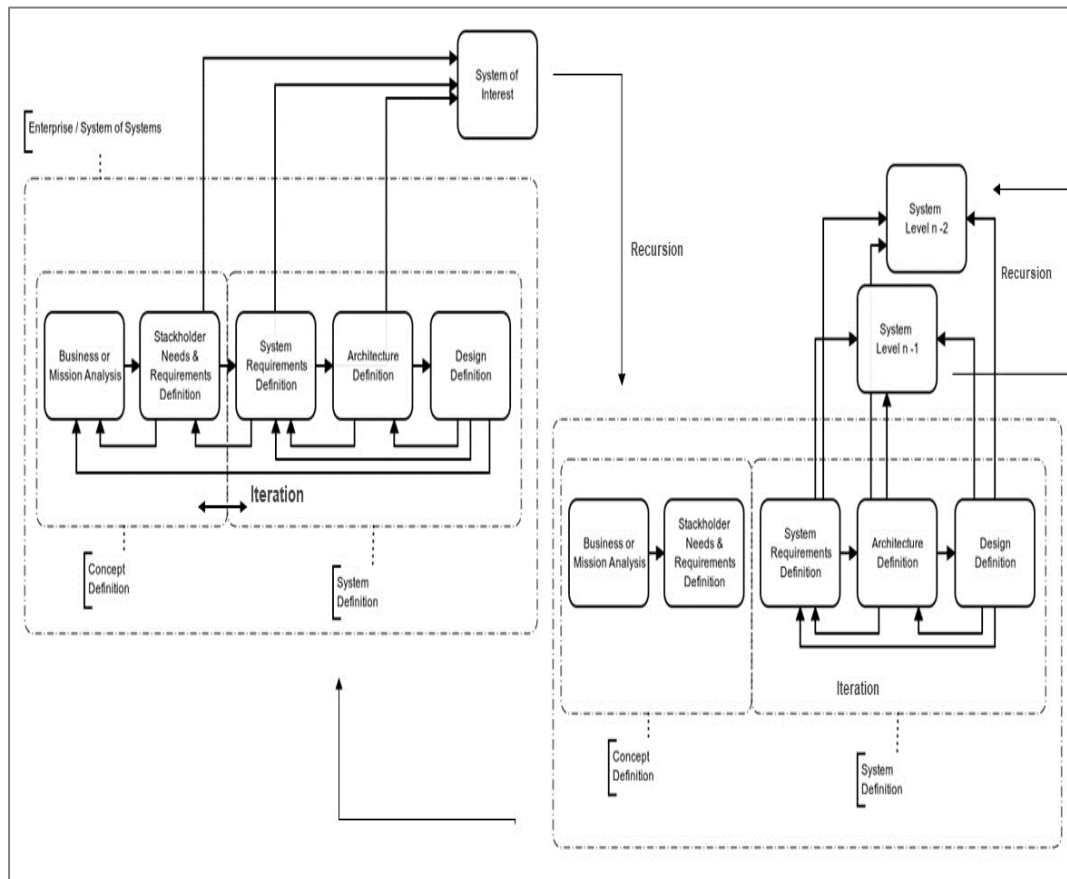 System of
Interest
Enterprise / System of Systems
Recursion
System
Level n -2
Recursion
System
Level n -1
Business or
Mission Analysis
Stackholder
Needs &
Requirements
Definition
System
Requirements
Definition
Architecture
Definition
Design
Definition
Iteration
Concept
Definition
System
Definition
Business or
Mission Analysis
Stackholder
Needs &
Requirements
Definition
System
Requirements
Definition
Architecture
Definition
Design
Definition
Iteration
Concept
Definition
System
Definition